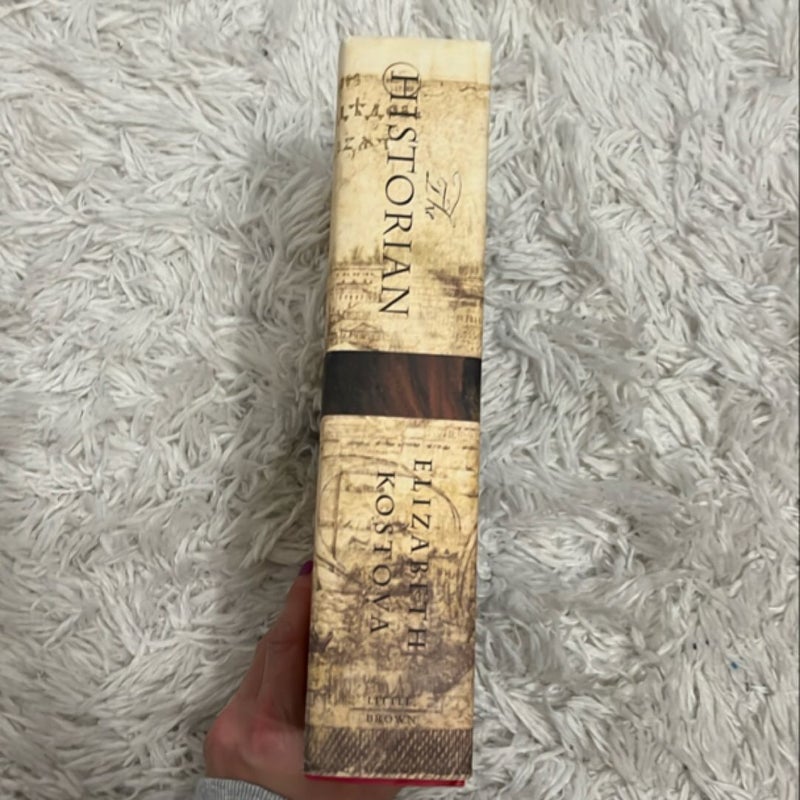 The
HISTORIAN
ELIZABETH
KOSTOVA
LITTLE
BROWN